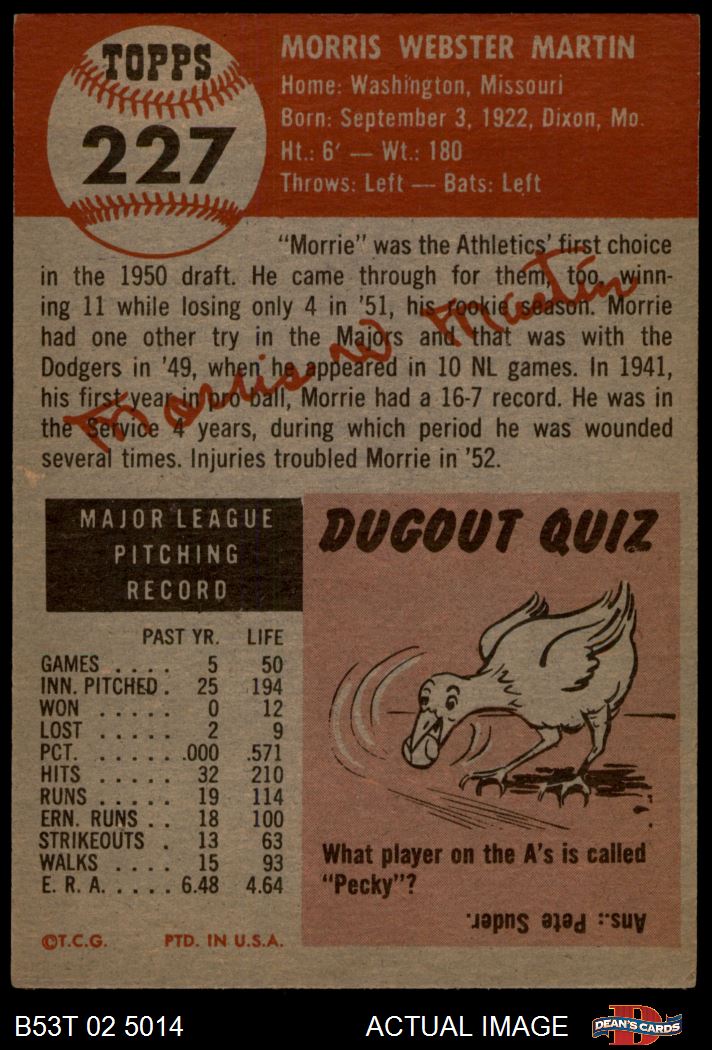 TOPPS
227
MORRIS WEBSTER MARTIN
Home: Washington, Missouri
Born: September 3, 1922, Dixon, Mo.
Ht.: 6′ — Wt.: 180
Throws: Left — Bats: Left
"Morrie" was the Athletics' first choice
in the 1950 draft. He came through for them, too, winn-
ing 11 while losing only 4 in '51, his rookie season. Morrie
had one other try in the Majors and that was with the
Dodgers in '49, when he appeared in 10 NL games. In 1941,
his first year in pro ball, Morrie had a 16-7 record. He was in
the Service 4 years, during which period he was wounded
several times. Injuries troubled Morrie in '52.
Morris W Martin
MAJOR LEAGUE
PITCHING
RECORD
PAST YR. LIFE
GAMES . . . . 5 50
INN. PITCHED . 25 194
WON . . . . . 0 12
LOST . . . . . 2 9
PCT. . . . . . .000 .571
HITS . . . . . 32 210
RUNS . . . . . 19 114
ERN. RUNS . . 18 100
STRIKEOUTS . 13 63
WALKS . . . . 15 93
E. R. A. . . . . . 6.48 4.64
©T.C.G. PTD. IN U.S.A.
DUGOUT QUIZ
What player on the A's is called
"Pecky"?
Ans.: Pete Suder.
B53T 02 5014 ACTUAL IMAGE
D
DEAN'S CARDS